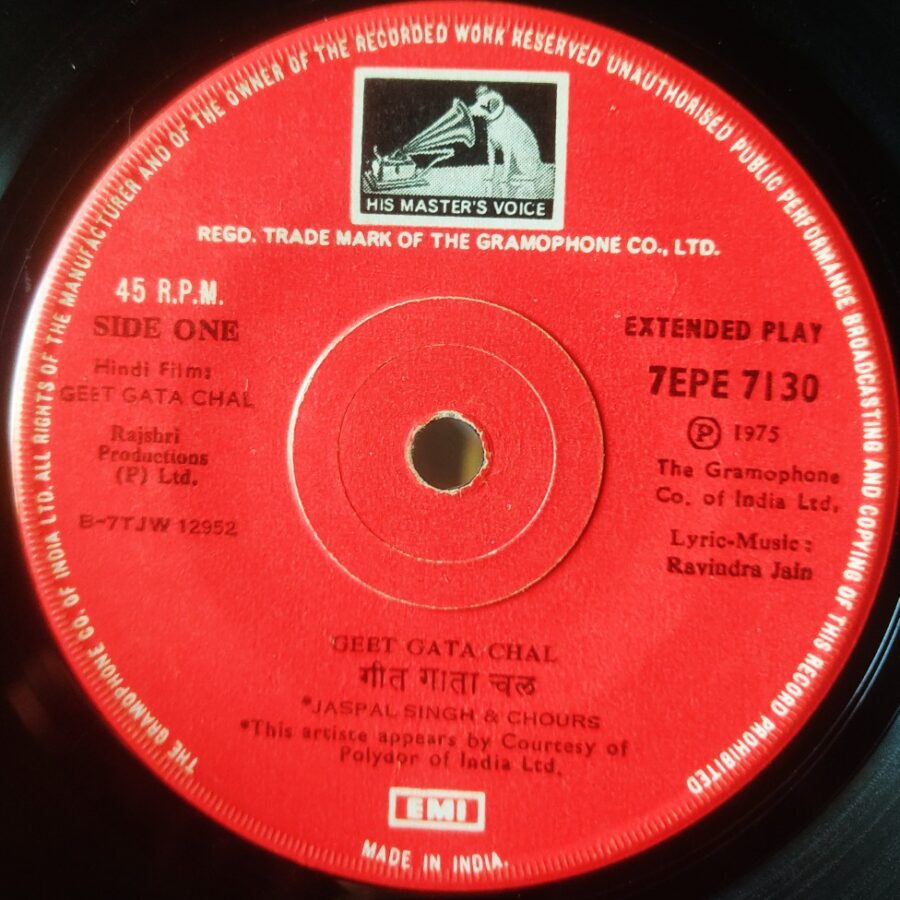 THE GRAMOPHONE CO. OF INDIA LTD. ALL RIGHTS OF THE MANUFACTURER AND OF THE OWNER OF THE RECORDED WORK RESERVED UNAUTHORISED PUBLIC PERFORMANCE BROADCASTING AND COPYING OF THIS RECORD PROHIBITED
HIS MASTER'S VOICE
REGD. TRADE MARK OF THE GRAMOPHONE CO., LTD.
45 R.P.M.
SIDE ONE
Hindi Film:
GEET GATA CHAL
Rajshri
Productions
(P) Ltd.
B-7TJW 12952
EXTENDED PLAY
7EPE 7130
Ⓟ 1975
The Gramophone
Co. of India Ltd.
Lyric-Music:
Ravindra Jain
GEET GATA CHAL
गीत गाता चल
*JASPAL SINGH & CHOURS
*This artiste appears by Courtesy of
Polydor of India Ltd.
EMI
MADE IN INDIA.